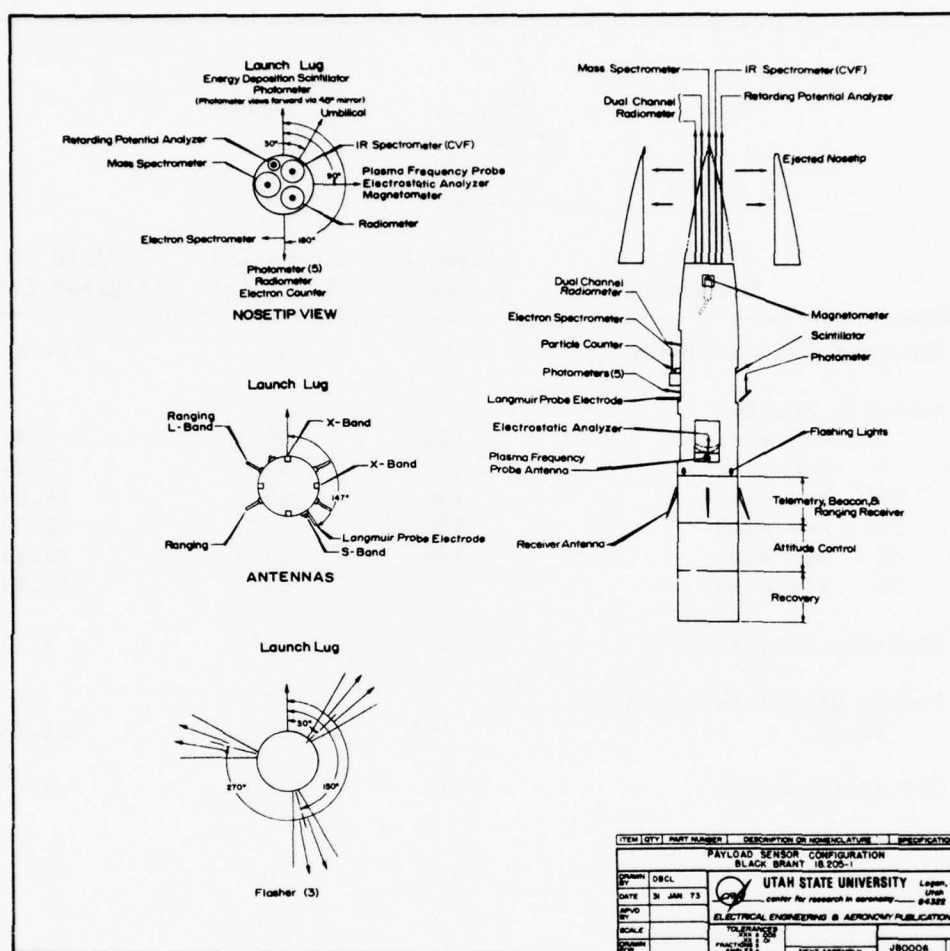 Launch Lug
Energy Deposition Scintillator
Photometer
(Photometer views forward via 48° mirror)
Umbilical
30°
Retarding Potential Analyzer
IR Spectrometer (CVF)
Mass Spectrometer
90°
Plasma Frequency Probe
Electrostatic Analyzer
Magnetometer
Radiometer
Electron Spectrometer
180°
Photometer (5)
Radiometer
Electron Counter
NOSETIP VIEW
Launch Lug
Ranging
L-Band
X-Band
X-Band
147°
Langmuir Probe Electrode
Ranging
S-Band
ANTENNAS
Launch Lug
30°
270°
150°
Flasher (3)
Mass Spectrometer
IR Spectrometer (CVF)
Dual Channel
Radiometer
Retarding Potential Analyzer
Ejected Nosetip
Dual Channel
Radiometer
Magnetometer
Electron Spectrometer
Scintillator
Particle Counter
Photometer
Photometers (5)
Langmuir Probe Electrode
Electrostatic Analyzer
Flashing Lights
Plasma Frequency
Probe Antenna
Telemetry, Beacon, &
Ranging Receiver
Receiver Antenna
Attitude Control
Recovery
ITEM QTY PART NUMBER DESCRIPTION OR NOMENCLATURE SPECIFICATION
PAYLOAD SENSOR CONFIGURATION
BLACK BRANT 18.205-1
DRAWN BY DBCL
DATE 31 JAN 73
APVD BY
SCALE
DRAWN FOR
UTAH STATE UNIVERSITY Logan, Utah 84322
center for research in aeronomy
ELECTRICAL ENGINEERING & AERONOMY PUBLICATION
TOLERANCES
FRACTIONS
NEXT ASSEMBLY
JB0008